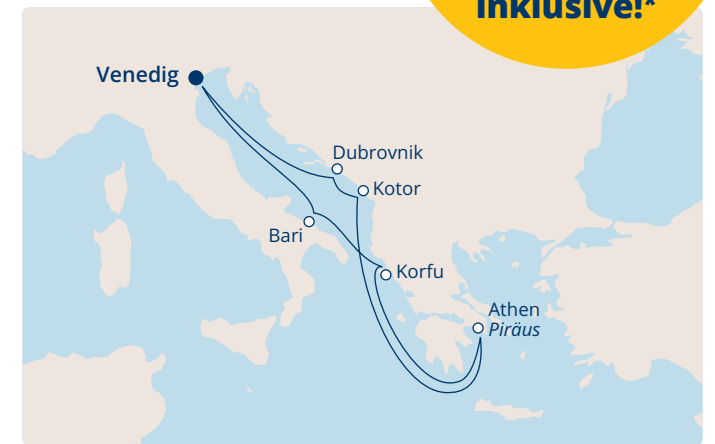 inklusive!*
Venedig
Dubrovnik
Kotor
Bari
Korfu
Athen
Piräus